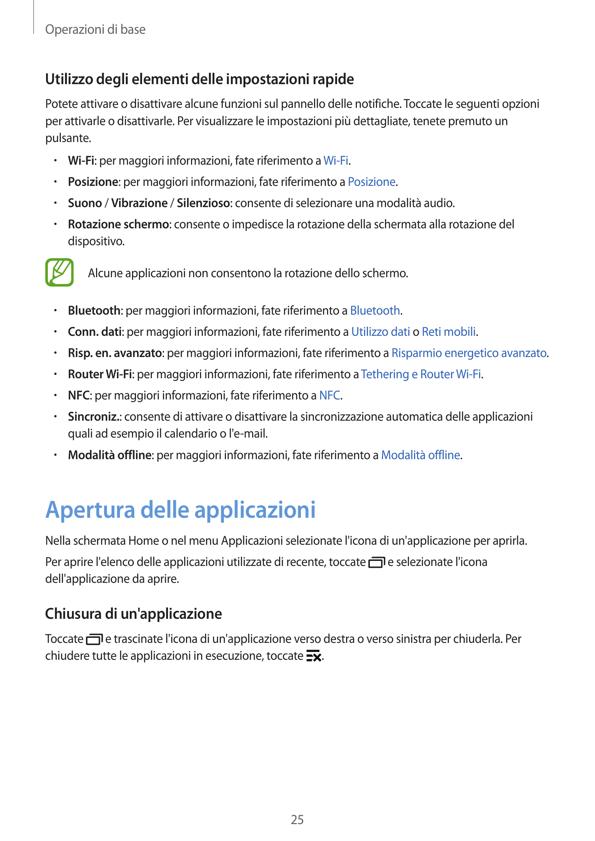 Operazioni di base
Utilizzo degli elementi delle impostazioni rapide
Potete attivare o disattivare alcune funzioni sul pannello delle notifiche. Toccate le seguenti opzioni
per attivarle o disattivarle. Per visualizzare le impostazioni più dettagliate, tenete premuto un
pulsante.
• Wi-Fi: per maggiori informazioni, fate riferimento a Wi-Fi.
• Posizione: per maggiori informazioni, fate riferimento a Posizione.
• Suono / Vibrazione / Silenzioso: consente di selezionare una modalità audio.
• Rotazione schermo: consente o impedisce la rotazione della schermata alla rotazione del
dispositivo.
Alcune applicazioni non consentono la rotazione dello schermo.
• Bluetooth: per maggiori informazioni, fate riferimento a Bluetooth.
• Conn. dati: per maggiori informazioni, fate riferimento a Utilizzo dati o Reti mobili.
• Risp. en. avanzato: per maggiori informazioni, fate riferimento a Risparmio energetico avanzato.
• Router Wi-Fi: per maggiori informazioni, fate riferimento a Tethering e Router Wi-Fi.
• NFC: per maggiori informazioni, fate riferimento a NFC.
• Sincroniz.: consente di attivare o disattivare la sincronizzazione automatica delle applicazioni
quali ad esempio il calendario o l'e-mail.
• Modalità offline: per maggiori informazioni, fate riferimento a Modalità offline.
Apertura delle applicazioni
Nella schermata Home o nel menu Applicazioni selezionate l'icona di un'applicazione per aprirla.
Per aprire l'elenco delle applicazioni utilizzate di recente, toccate e selezionate l'icona
dell'applicazione da aprire.
Chiusura di un'applicazione
Toccate e trascinate l'icona di un'applicazione verso destra o verso sinistra per chiuderla. Per
chiudere tutte le applicazioni in esecuzione, toccate .
25